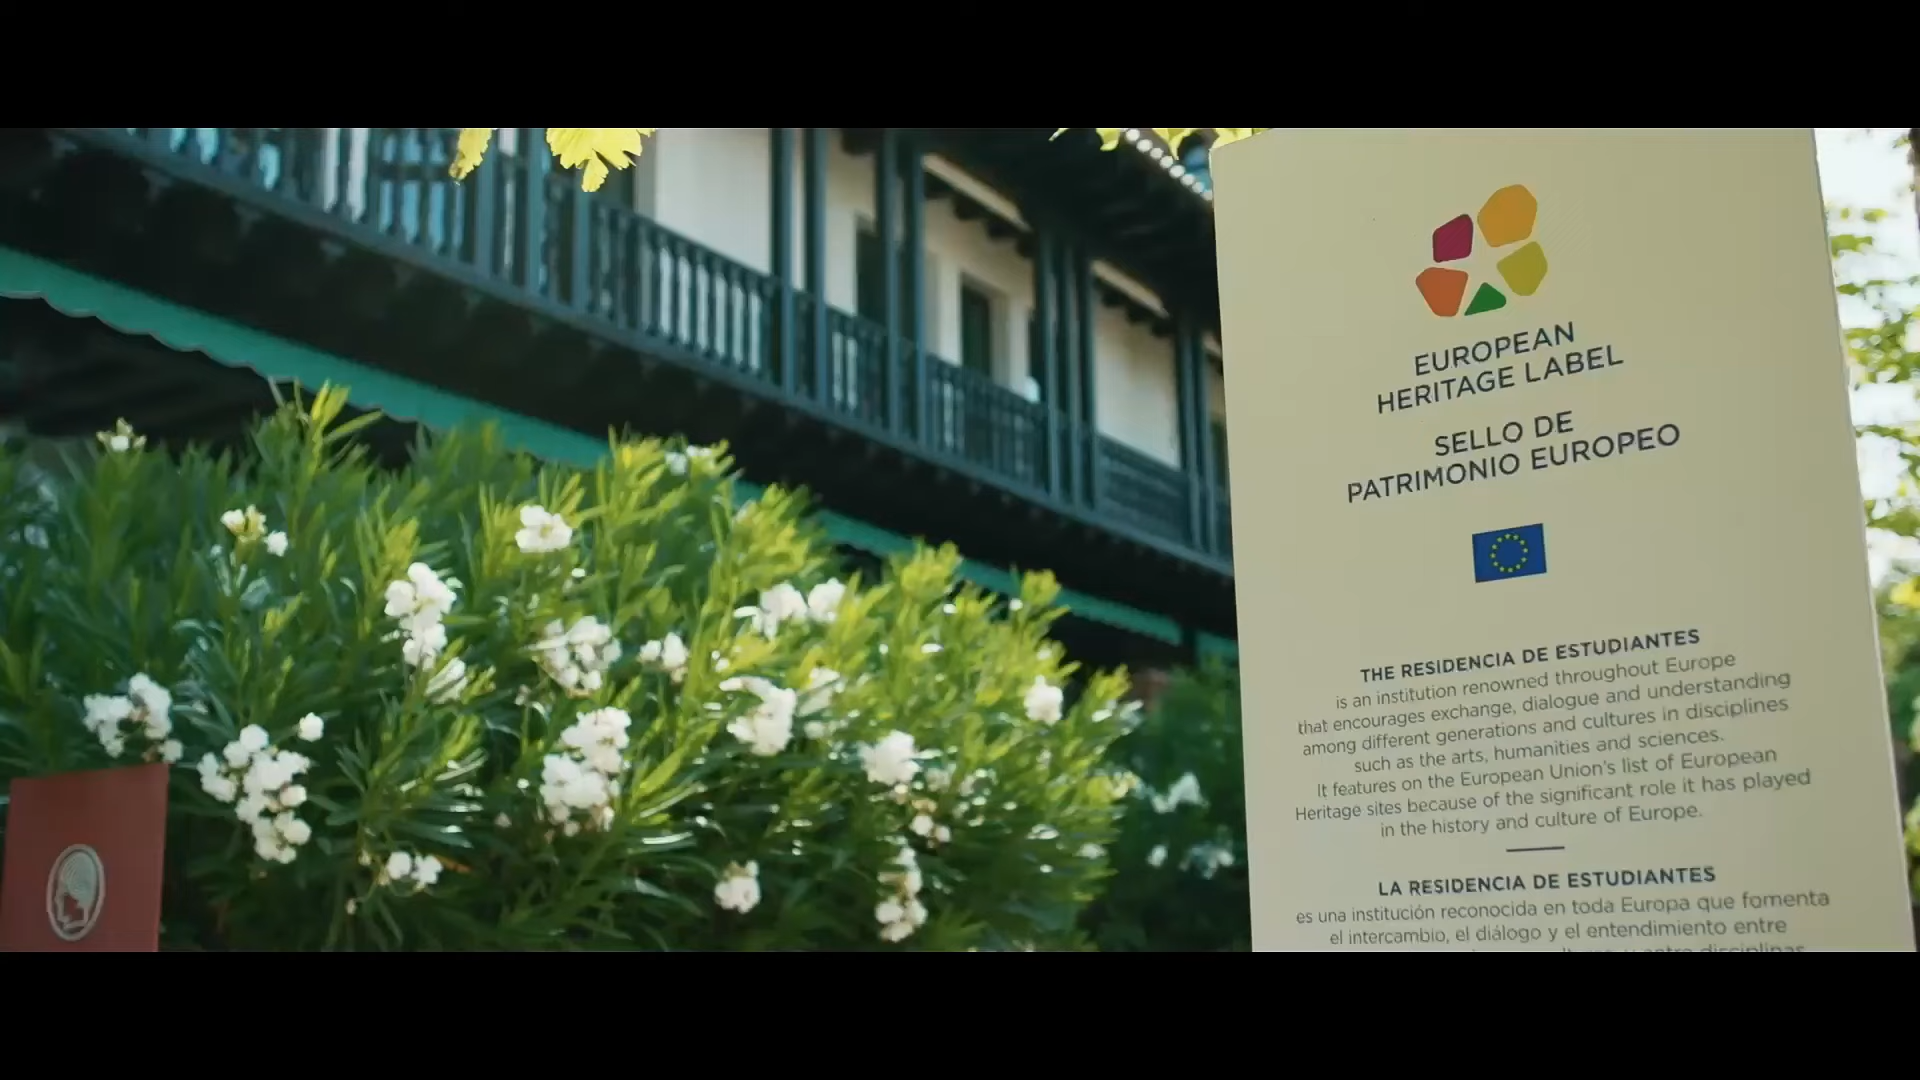 EUROPEAN
HERITAGE LABEL
SELLO DE
PATRIMONIO EUROPEO
THE RESIDENCIA DE ESTUDIANTES
is an institution renowned throughout Europe
that encourages exchange, dialogue and understanding
among different generations and cultures in disciplines
such as the arts, humanities and sciences.
It features on the European Union's list of European
Heritage sites because of the significant role it has played
in the history and culture of Europe.
LA RESIDENCIA DE ESTUDIANTES
es una institución reconocida en toda Europa que fomenta
el intercambio, el diálogo y el entendimiento entre
entre disciplinas